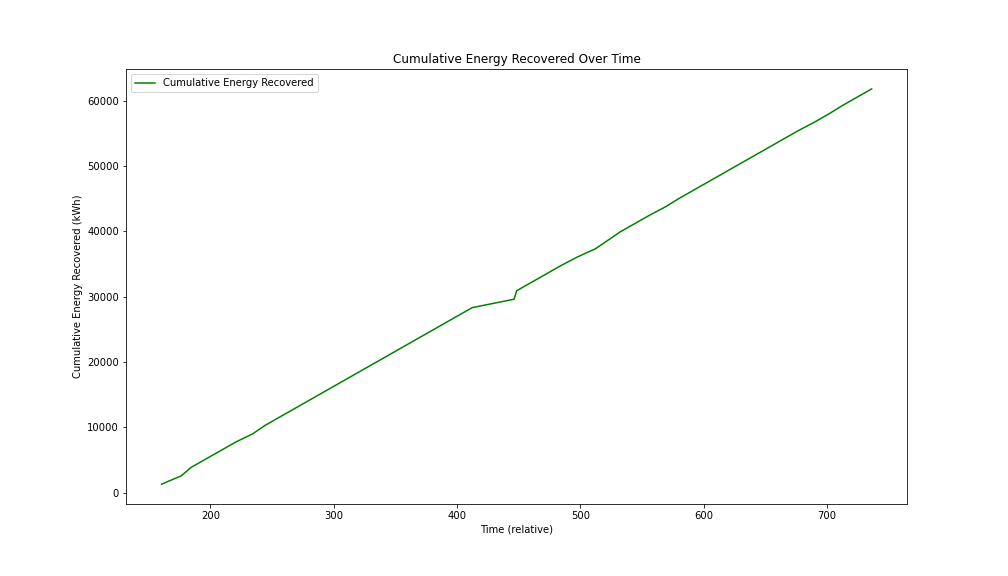 Cumulative Energy Recovered Over Time
Cumulative Energy Recovered
Cumulative Energy Recovered (kWh)
60000
50000
40000
30000
20000
10000
0
200 300 400 500 600 700
Time (relative)